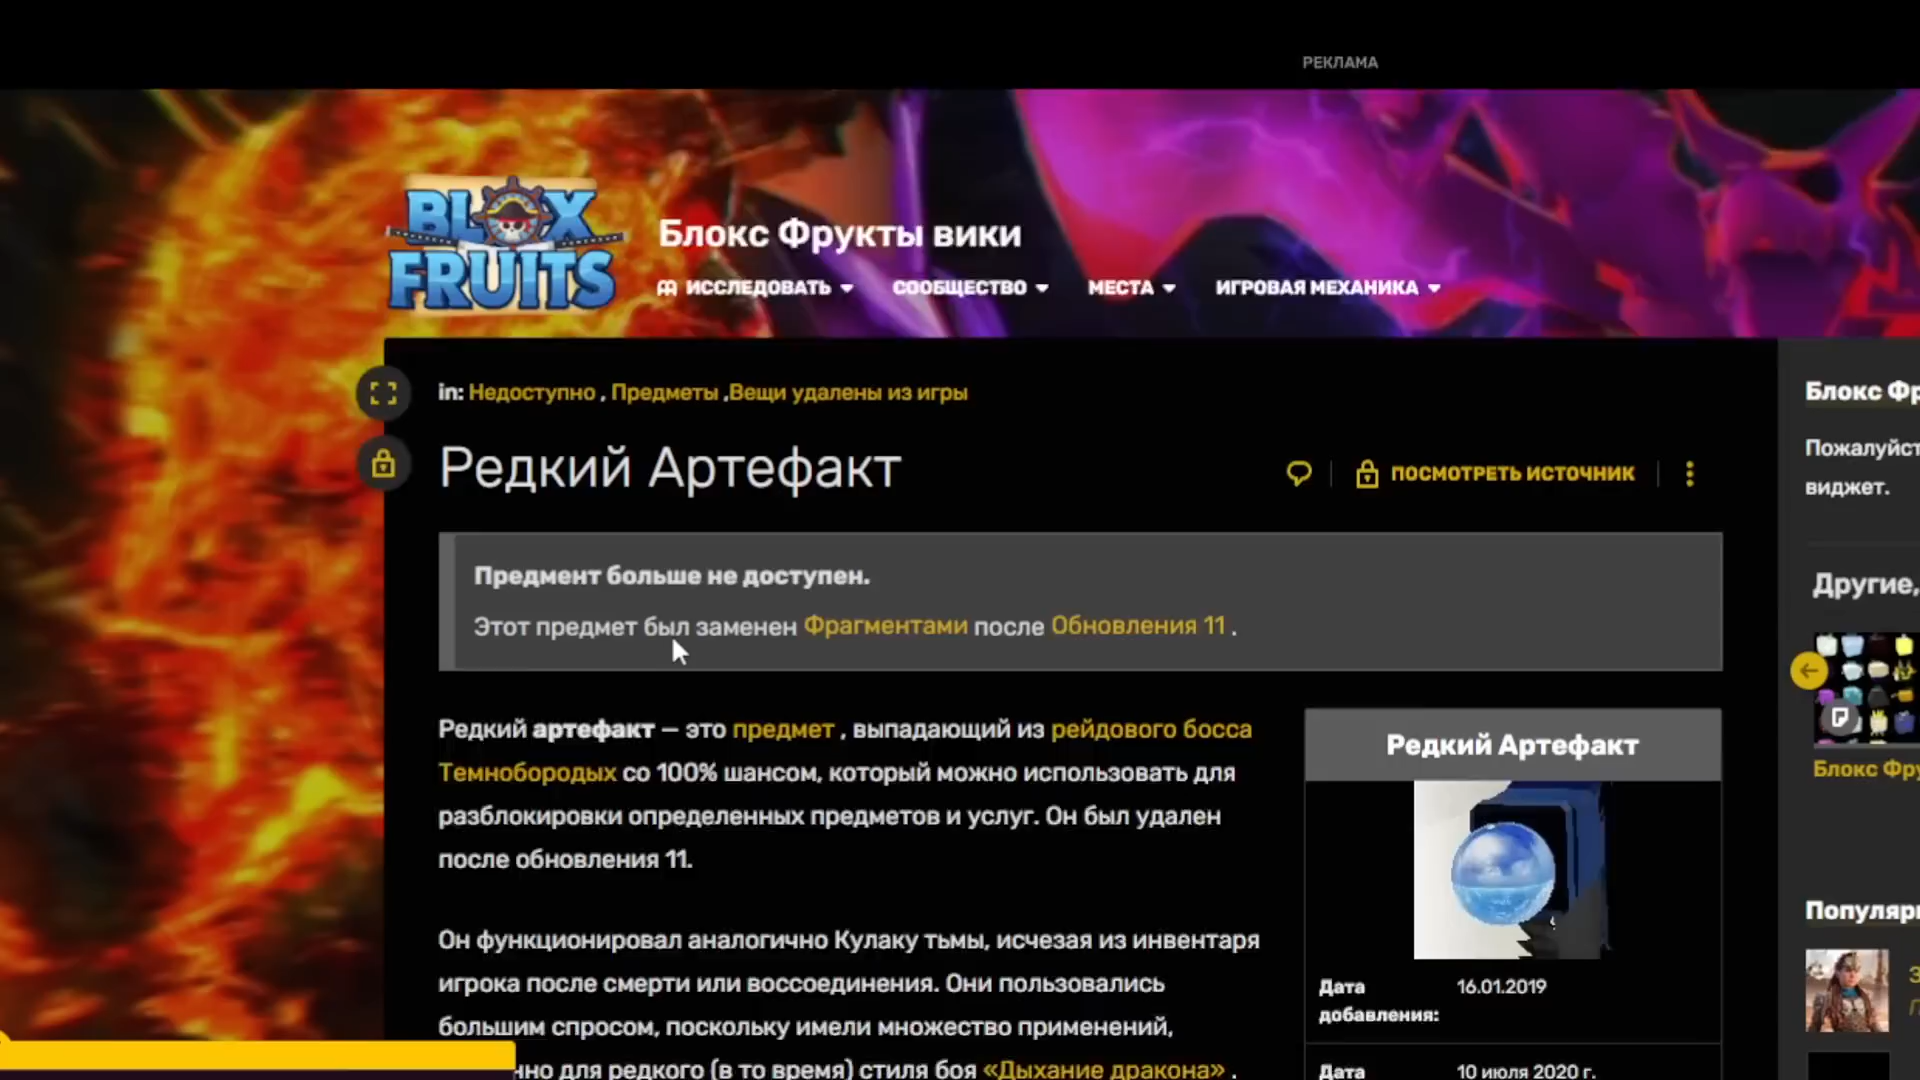 РЕКЛАМА
BLOX
FRUITS
Блокс Фрукты вики
ИССЛЕДОВАТЬ СООБЩЕСТВО МЕСТА ИГРОВАЯ МЕХАНИКА
in: Недоступно , Предметы ,Вещи удалены из игры
Редкий Артефакт
ПОСМОТРЕТЬ ИСТОЧНИК
Предмент больше не доступен.
Этот предмет был заменен Фрагментами после Обновления 11 .
Редкий артефакт — это предмет , выпадающий из рейдового босса
Темнобородых со 100% шансом, который можно использовать для
разблокировки определенных предметов и услуг. Он был удален
после обновления 11.
Он функционировал аналогично Кулаку тьмы, исчезая из инвентаря
игрока после смерти или воссоединения. Они пользовались
большим спросом, поскольку имели множество применений,
для редкого (в то время) стиля боя «Дыхание дракона» .
Редкий Артефакт
Дата
добавления:
16.01.2019
Дата
10 июля 2020 г.
Блокс Фр
Пожалуйст
виджет.
Другие,
Блокс Фру
Популяр